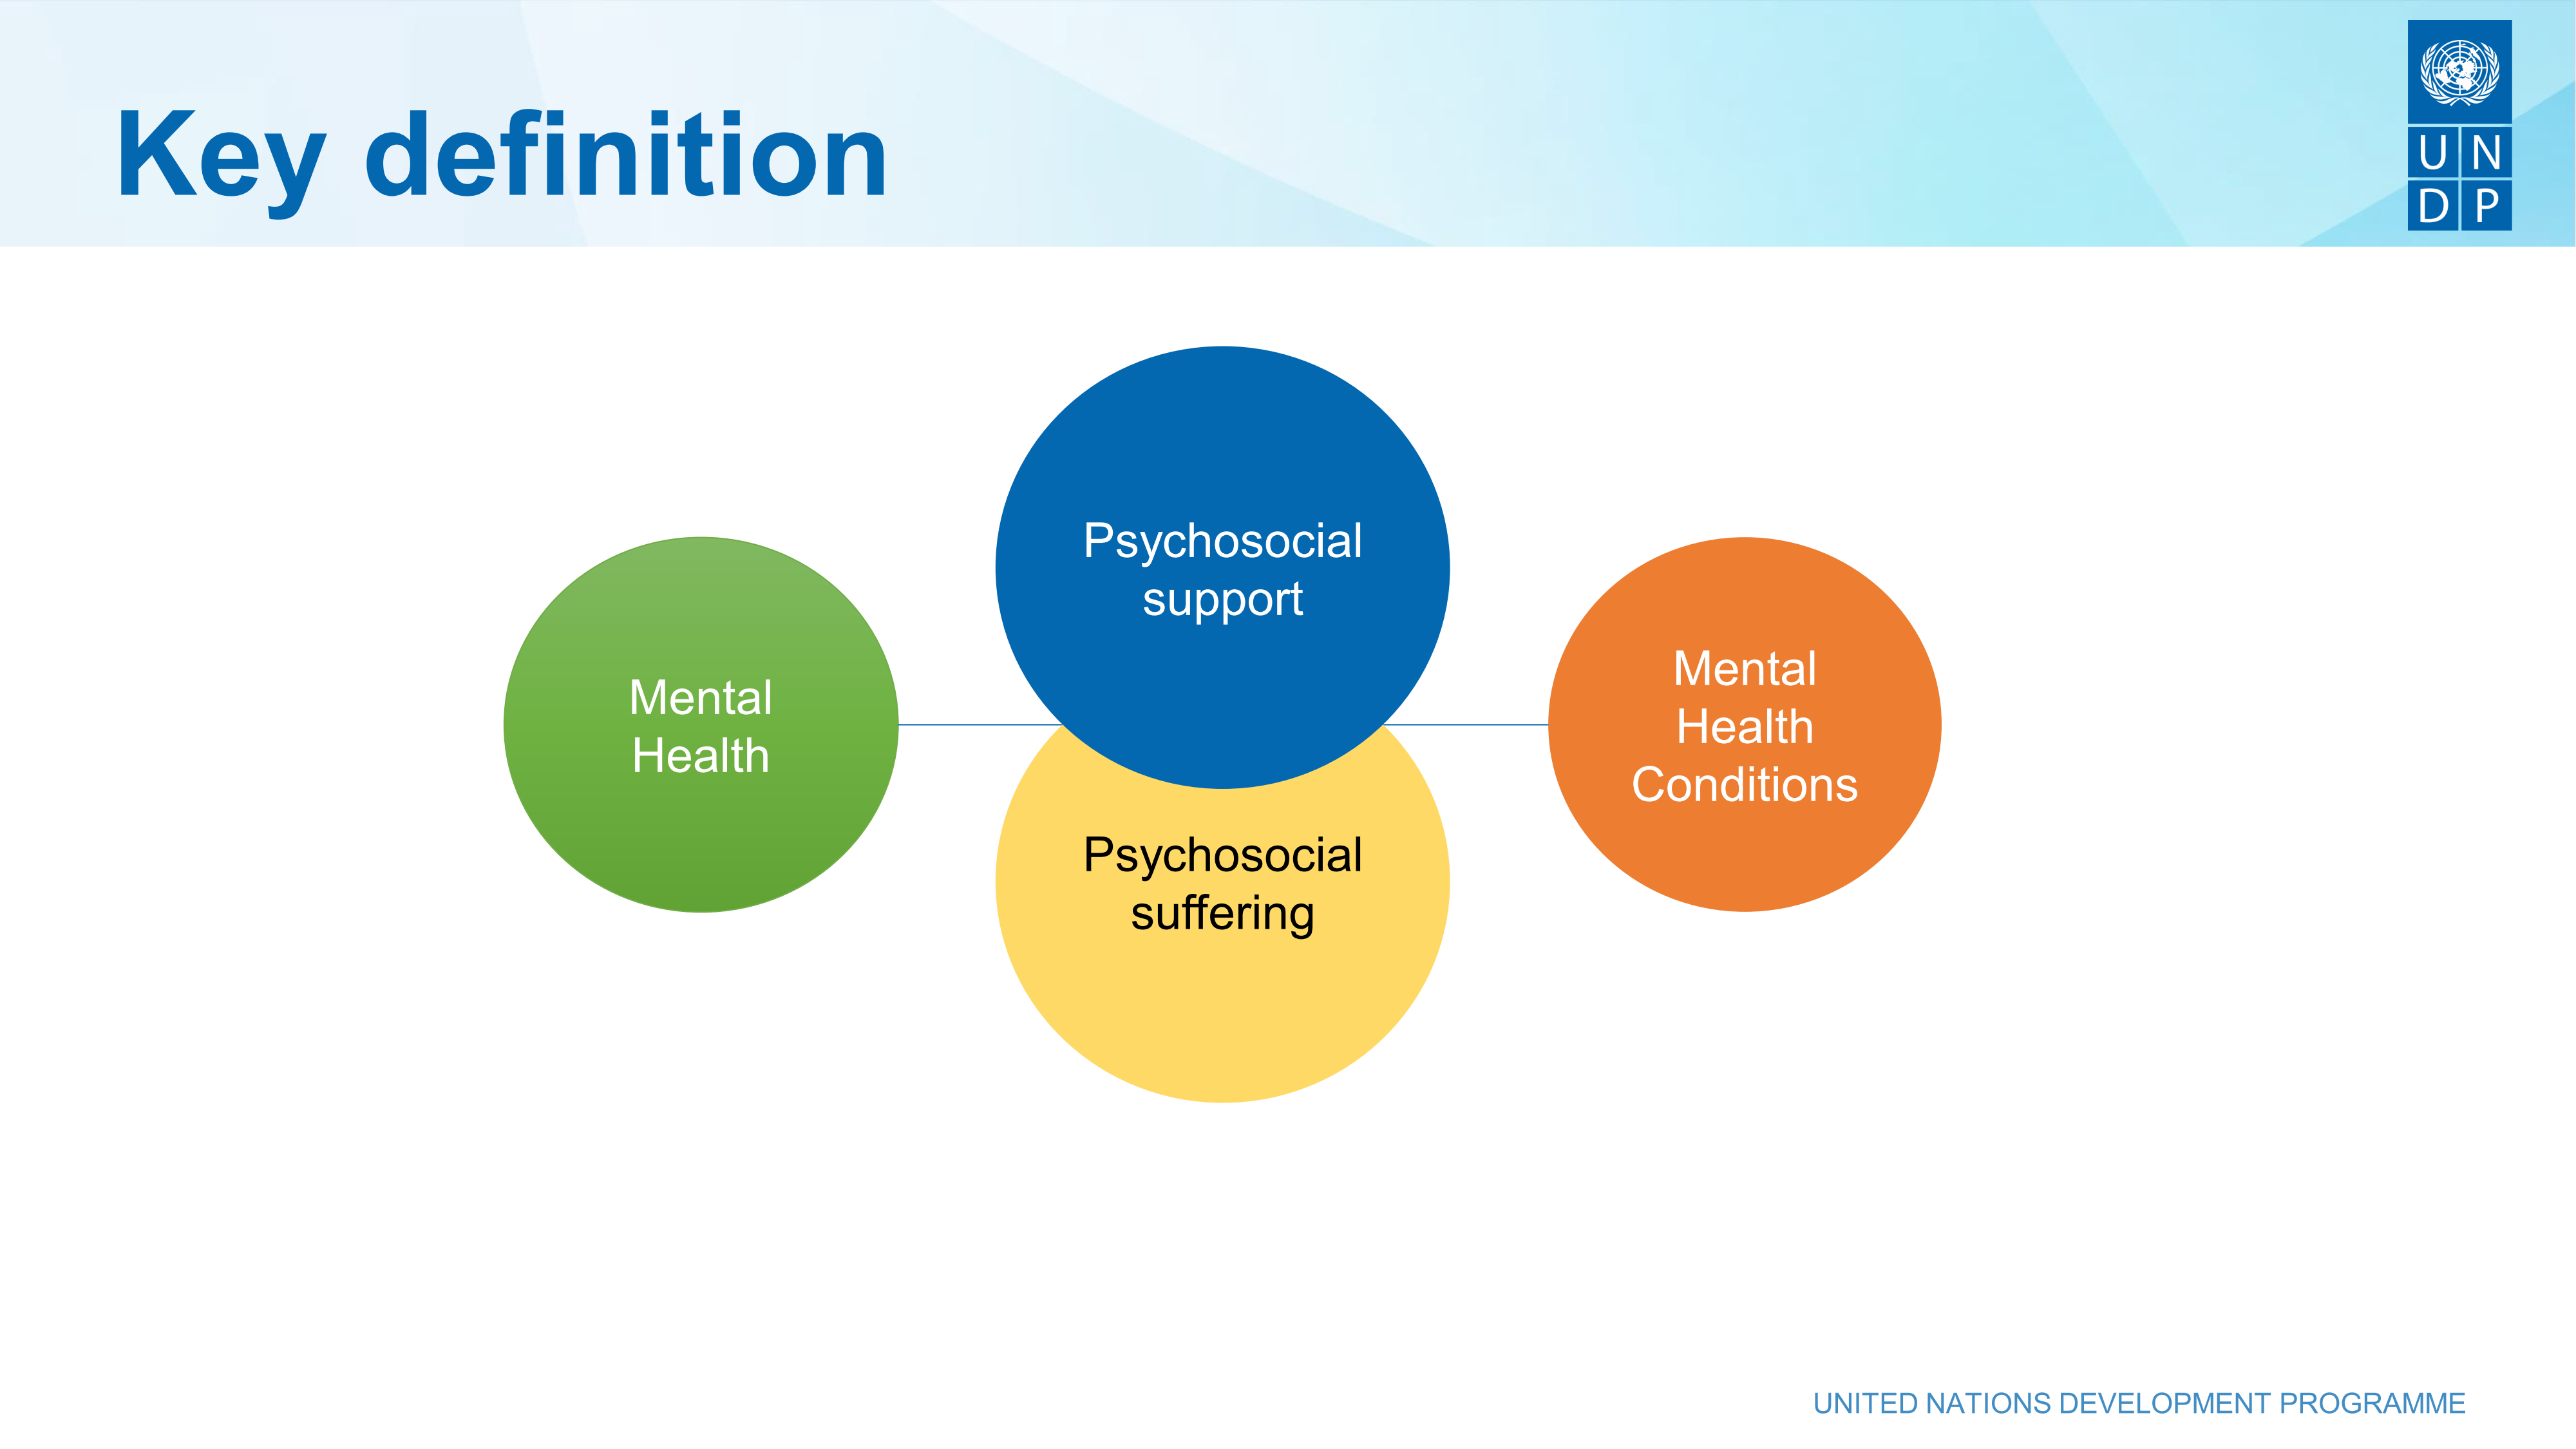 Key definition
U N
D P
Psychosocial
support
Mental
Health
Mental
Health
Conditions
Psychosocial
suffering
UNITED NATIONS DEVELOPMENT PROGRAMME